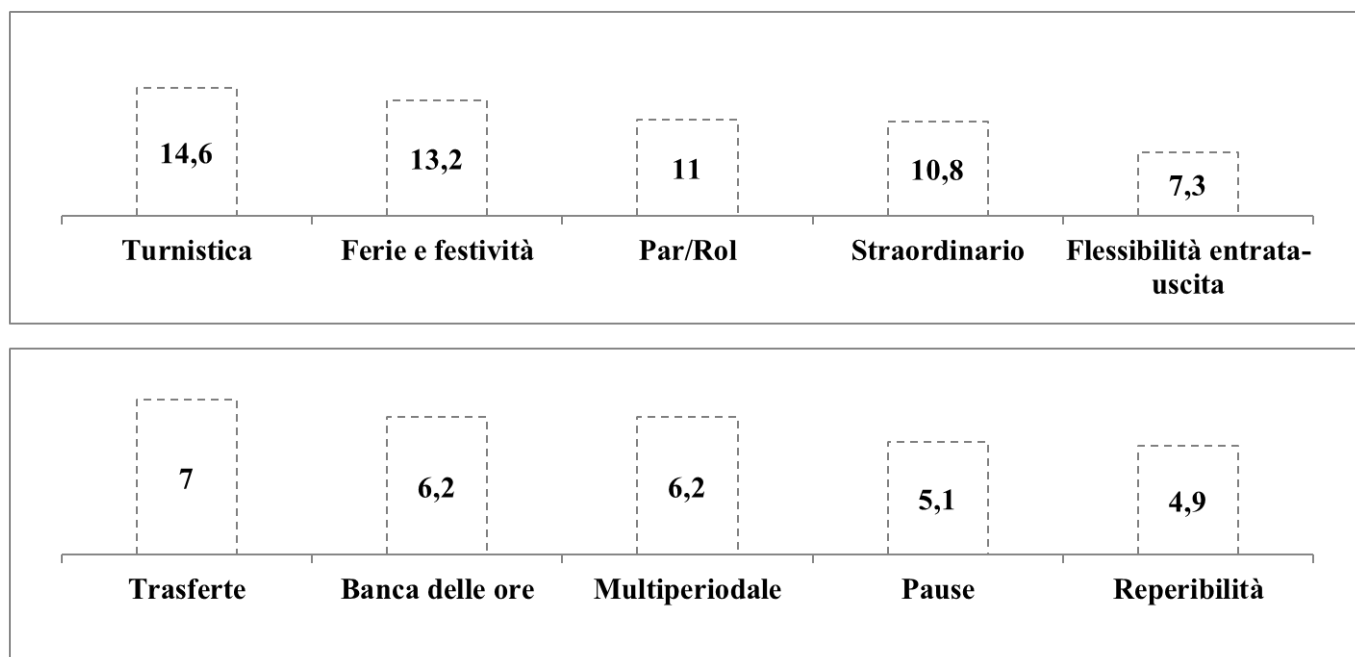 14,6
13,2
11
10,8
7,3
Turnistica
Ferie e festività
Par/Rol
Straordinario
Flessibilità entrata-
uscita
7
6,2
6,2
5,1
4,9
Trasferte
Banca delle ore
Multiperiodale
Pause
Reperibilità